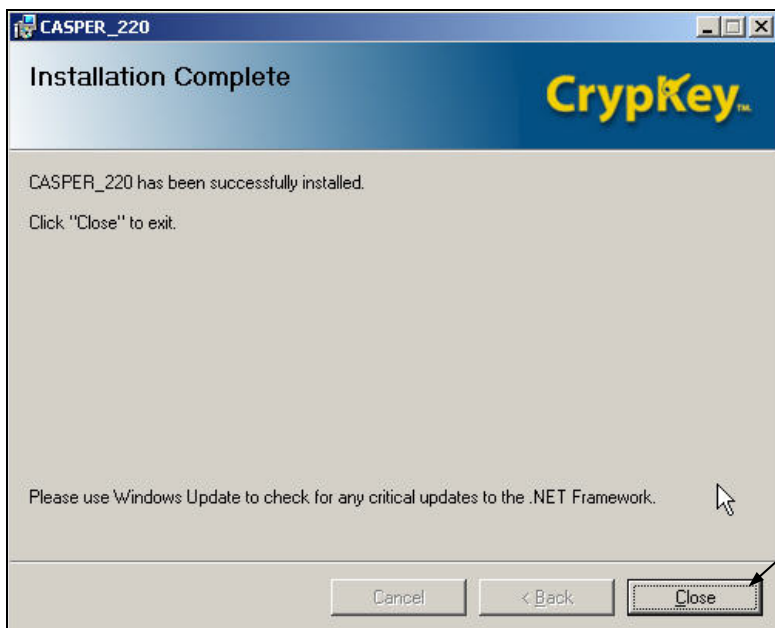 CASPER_220
Installation Complete
CrypKey™
CASPER_220 has been successfully installed.
Click "Close" to exit.
Please use Windows Update to check for any critical updates to the .NET Framework.
Cancel
< Back
Close